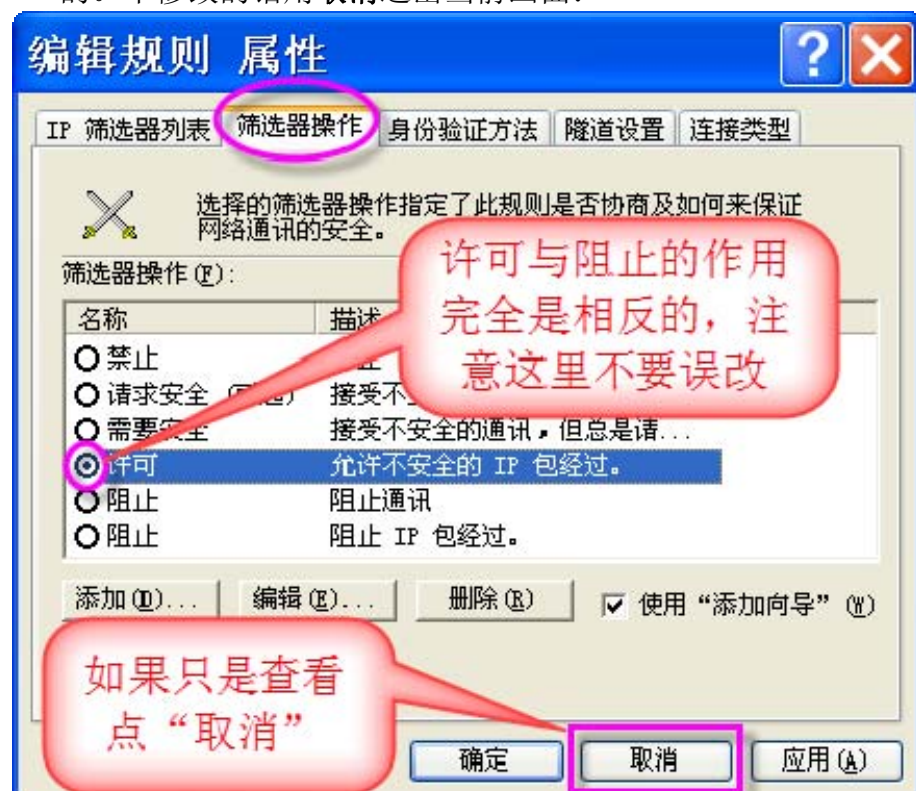 编辑规则 属性
IP 筛选器列表 筛选器操作 身份验证方法 隧道设置 连接类型
选择的筛选器操作指定了此规则是否协商及如何来保证
网络通讯的安全。
筛选器操作(F):
许可与阻止的作用
完全是相反的，注
意这里不要误改
名称 描述
禁止
请求安全 接受不
需要安全 接受不安全的通讯，但总是请...
许可 允许不安全的 IP 包经过。
阻止 阻止通讯
阻止 阻止 IP 包经过。
添加(D)... 编辑(E)... 删除(R) 使用“添加向导”(W)
如果只是查看
点“取消”
确定 取消 应用(A)